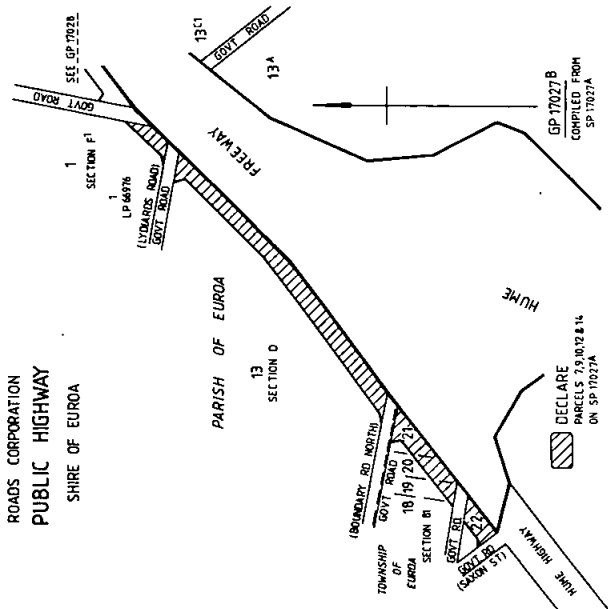 ROADS CORPORATION
PUBLIC HIGHWAY
SHIRE OF EUROA
SEE GP 17028
GOVT ROAD
1
SECTION F1
1
LP 66976
(LYDIARDS ROAD)
GOVT ROAD
13C1
GOVT ROAD
13A
FREEWAY
HUME
PARISH OF EUROA
13
SECTION D
(BOUNDARY RD NORTH)
GOVT ROAD
18
19
20
21
TOWNSHIP
OF
EUROA
SECTION B1
GOVT RD.
22
GOVT RD
(SAXON ST)
HUME HIGHWAY
DECLARE
PARCELS 7,9,10,12 & 14
ON SP 17027A
GP 17027B
COMPILED FROM
SP 17027A